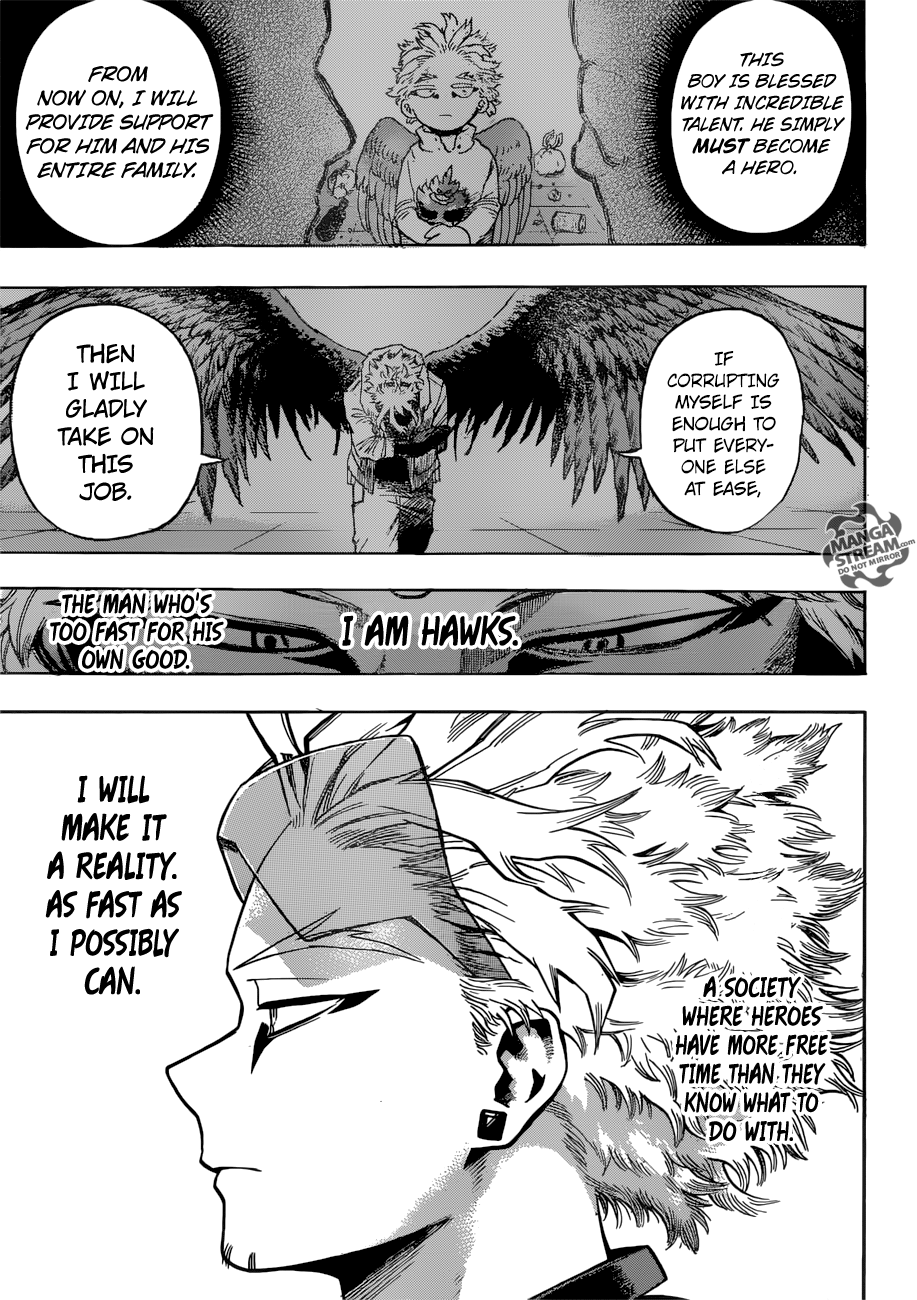 THIS
BOY IS BLESSED
WITH INCREDIBLE
TALENT. HE SIMPLY
MUST BECOME
A HERO.
FROM
NOW ON, I WILL
PROVIDE SUPPORT
FOR HIM AND HIS
ENTIRE FAMILY.
IF
CORRUPTING
MYSELF IS
ENOUGH TO
PUT EVERY-
ONE ELSE
AT EASE,
THEN
I WILL
GLADLY
TAKE ON
THIS
JOB.
MANGA
STREAM.com
DO NOT MIRROR
I AM HAWKS.
THE MAN WHO'S
TOO FAST FOR HIS
OWN GOOD.
A SOCIETY
WHERE HEROES
HAVE MORE FREE
TIME THAN THEY
KNOW WHAT TO
DO WITH.
I WILL
MAKE IT
A REALITY.
AS FAST AS
I POSSIBLY
CAN.